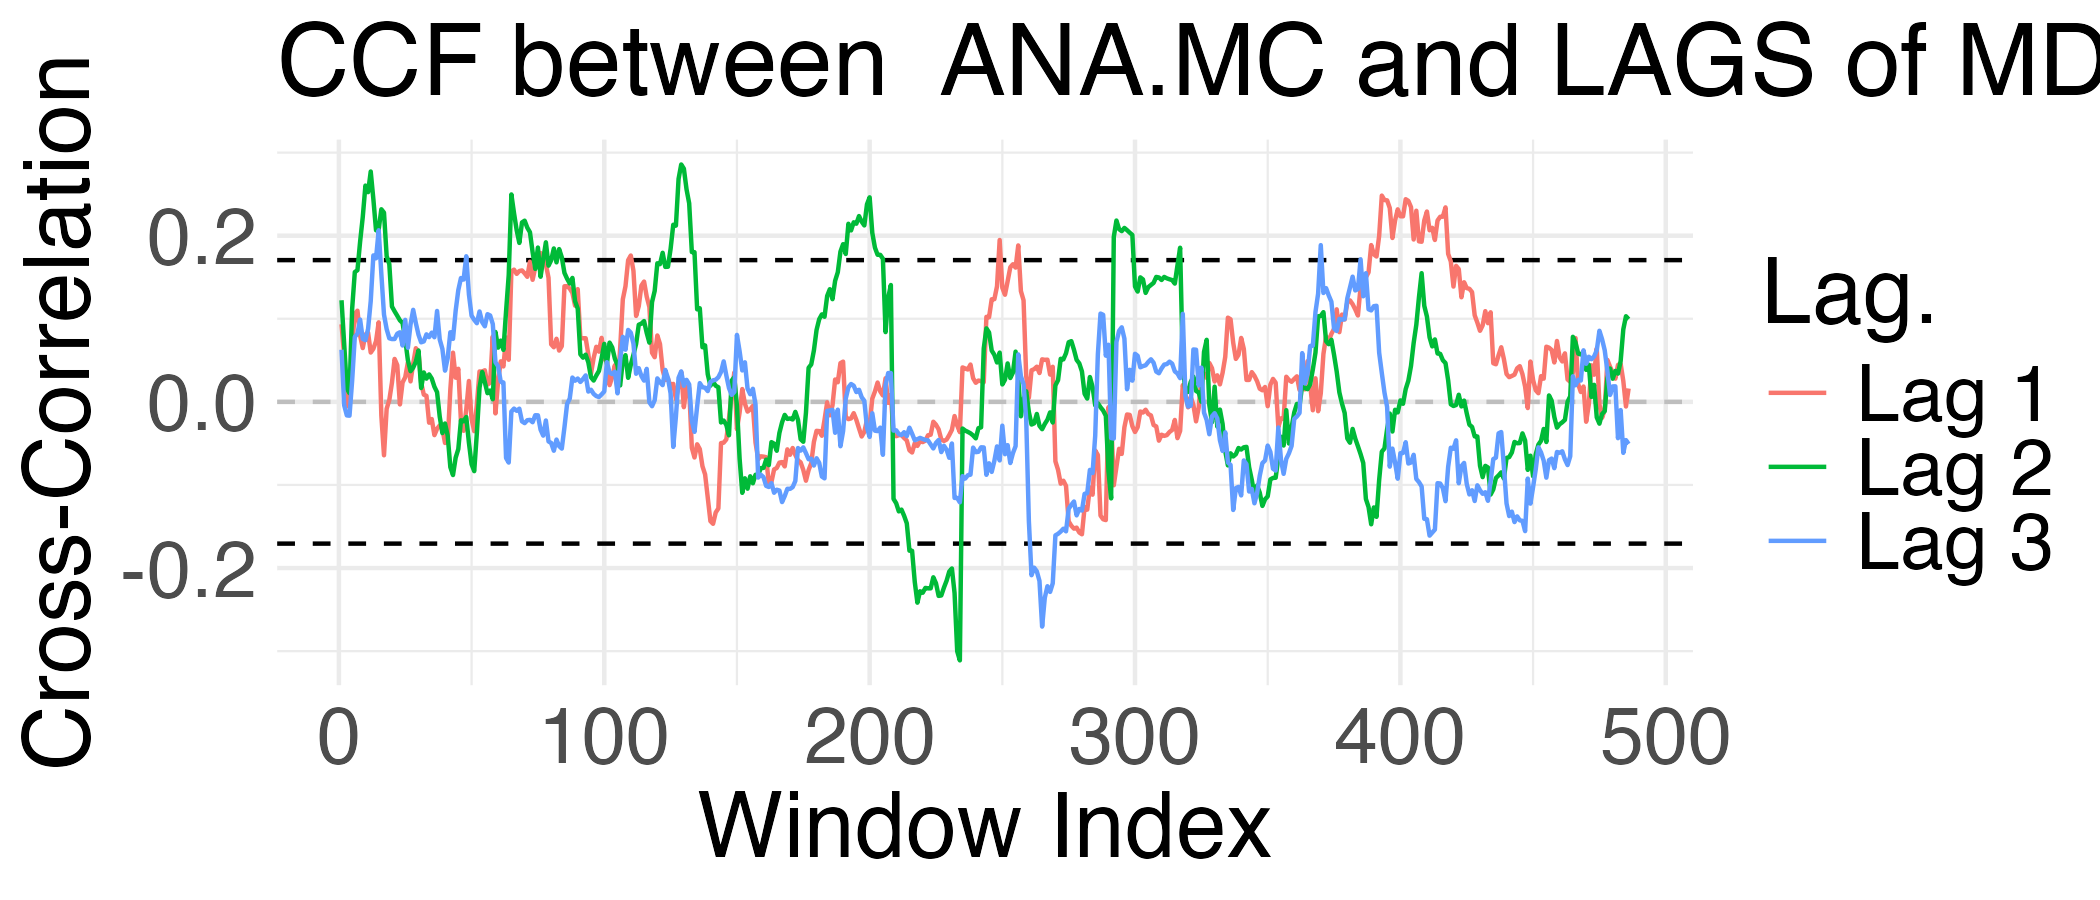 CCF between  ANA.MC and LAGS of MD
Cross-Correlation
0.2
0.0
-0.2
0 100 200 300 400 500
Window Index
Lag.
Lag 1
Lag 2
Lag 3